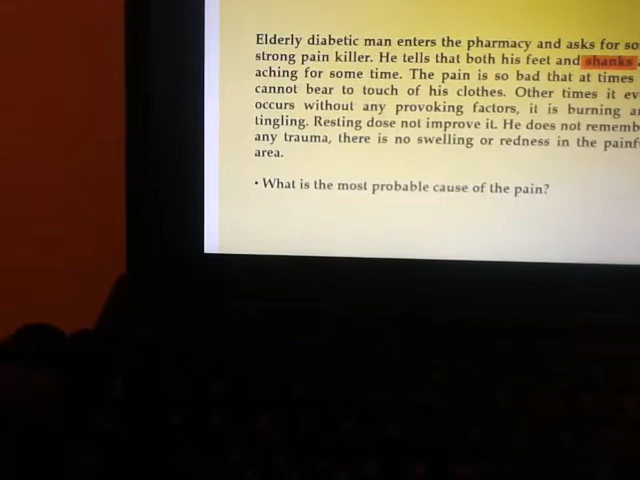 Elderly diabetic man enters the pharmacy and asks for so
strong pain killer. He tells that both his feet and shanks
aching for some time. The pain is so bad that at times
cannot bear to touch of his clothes. Other times it ev
occurs without any provoking factors, it is burning a
tingling. Resting dose not improve it. He does not rememb
any trauma, there is no swelling or redness in the painf
area.
• What is the most probable cause of the pain?